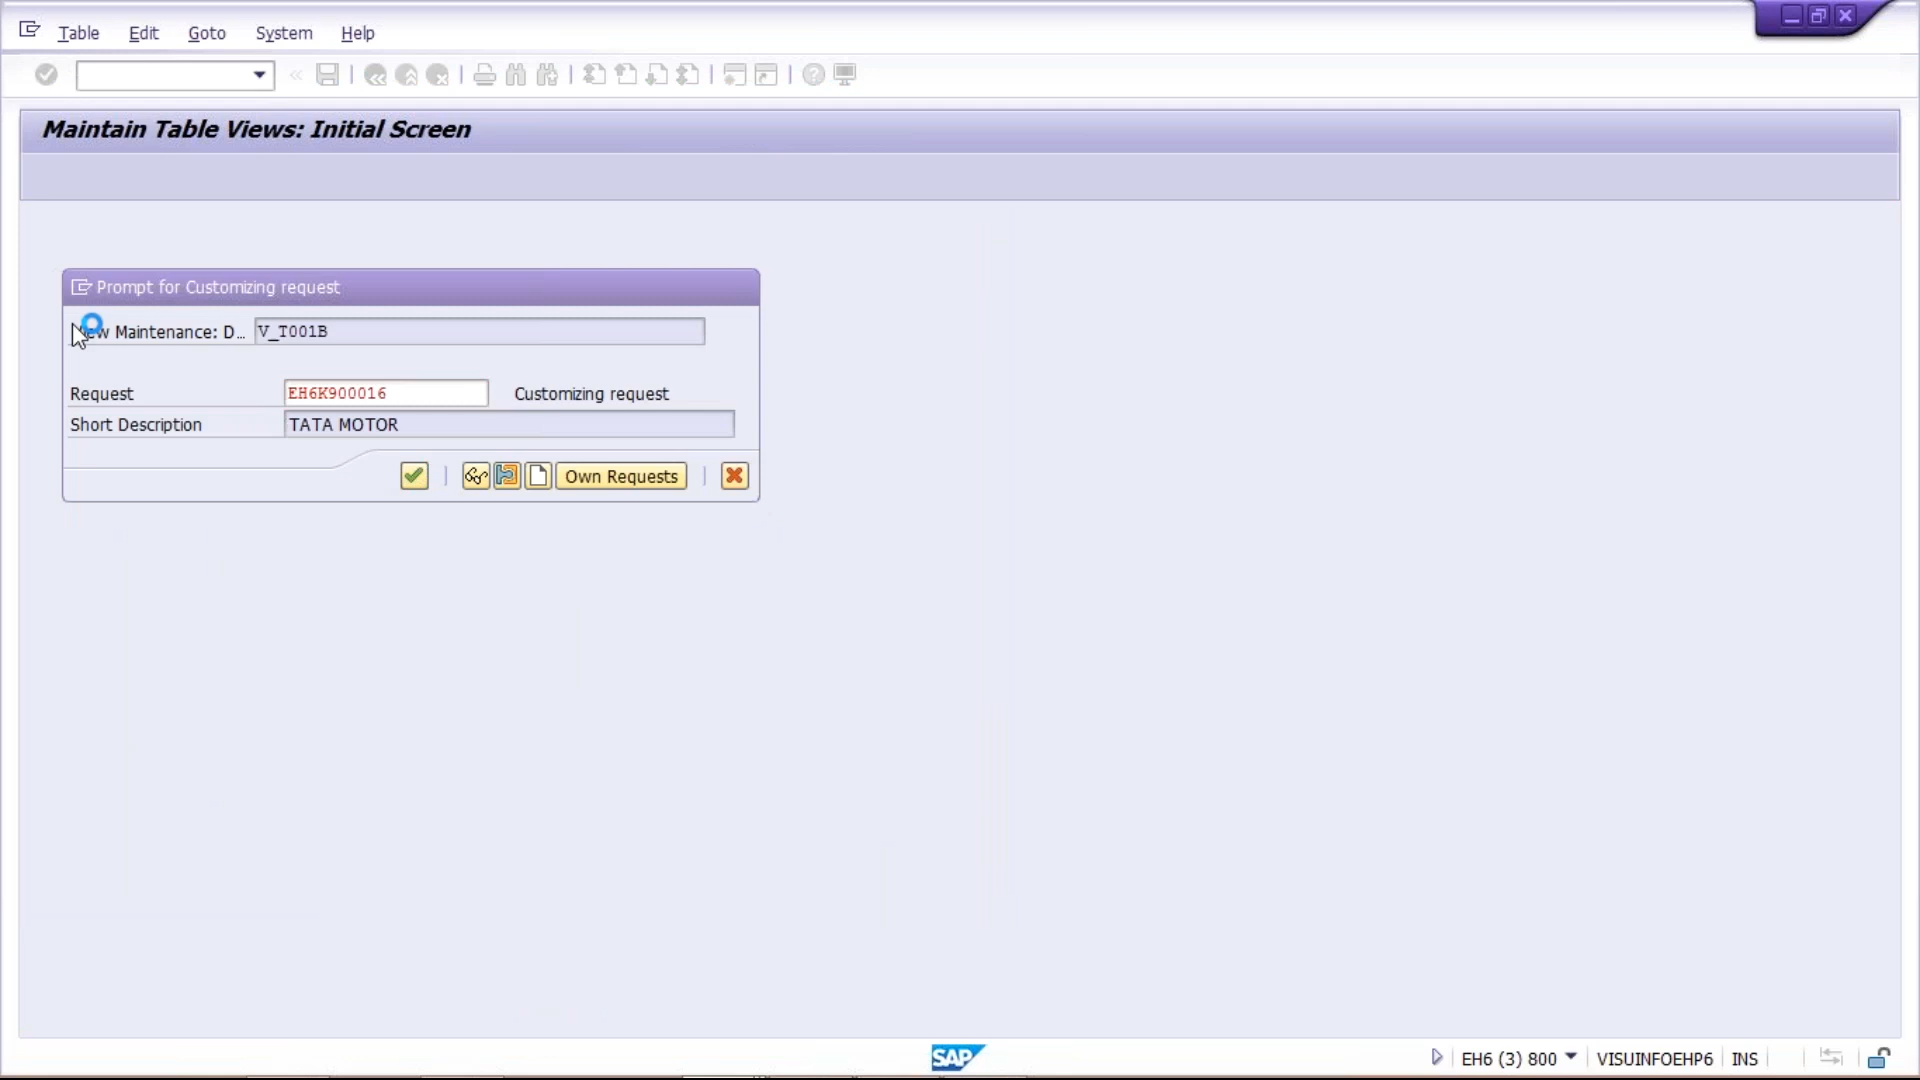 Table Edit Goto System Help
Maintain Table Views: Initial Screen
Prompt for Customizing request
Maintenance: D... V_T001B
Request EH6K900016 Customizing request
Short Description TATA MOTOR
Own Requests
SAP EH6 (3) 800 VISUINFOEHP6 INS